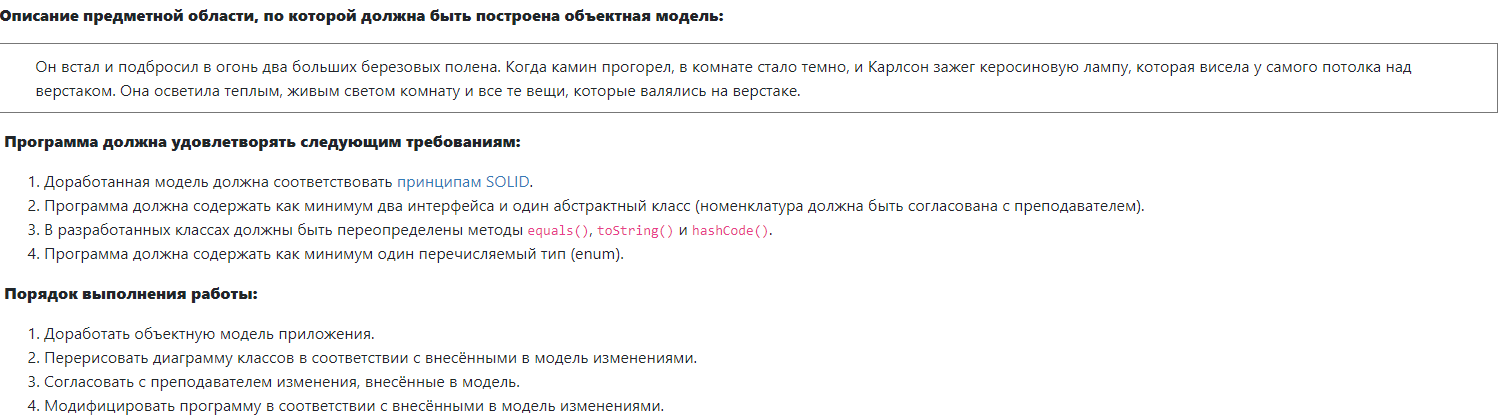 Описание предметной области, по которой должна быть построена объектная модель:
Он встал и подбросил в огонь два больших березовых полена. Когда камин прогорел, в комнате стало темно, и Карлсон зажег керосиновую лампу, которая висела у самого потолка над
верстаком. Она осветила теплым, живым светом комнату и все те вещи, которые валялись на верстаке.
Программа должна удовлетворять следующим требованиям:
1. Доработанная модель должна соответствовать принципам SOLID.
2. Программа должна содержать как минимум два интерфейса и один абстрактный класс (номенклатура должна быть согласована с преподавателем).
3. В разработанных классах должны быть переопределены методы equals(), toString() и hashCode().
4. Программа должна содержать как минимум один перечисляемый тип (enum).
Порядок выполнения работы:
1. Доработать объектную модель приложения.
2. Перерисовать диаграмму классов в соответствии с внесёнными в модель изменениями.
3. Согласовать с преподавателем изменения, внесённые в модель.
4. Модифицировать программу в соответствии с внесёнными в модель изменениями.